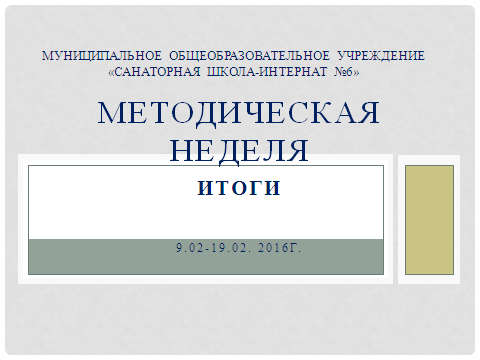 МУНИЦИПАЛЬНОЕ ОБЩЕОБРАЗОВАТЕЛЬНОЕ УЧРЕЖДЕНИЕ
«САНАТОРНАЯ ШКОЛА-ИНТЕРНАТ №6»
МЕТОДИЧЕСКАЯ
НЕДЕЛЯ
ИТОГИ
9.02-19.02. 2016Г.